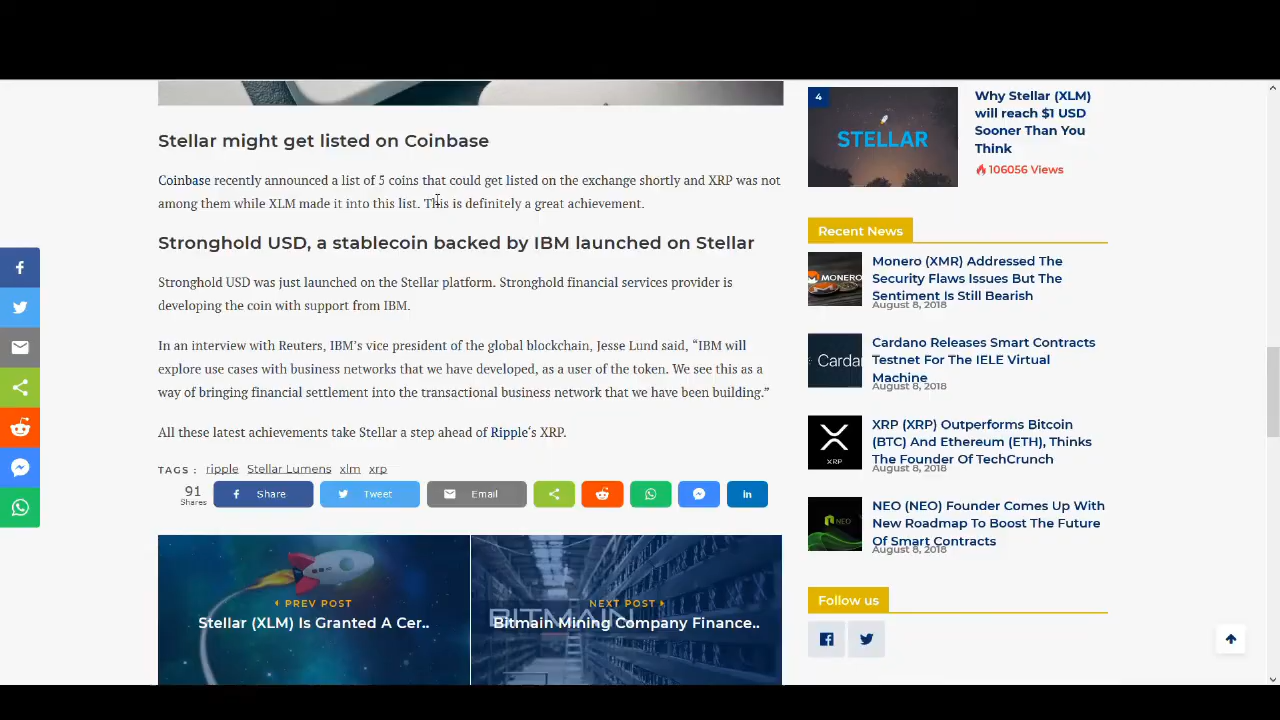 Stellar might get listed on Coinbase
Coinbase recently announced a list of 5 coins that could get listed on the exchange shortly and XRP was not
among them while XLM made it into this list. This is definitely a great achievement.
Stronghold USD, a stablecoin backed by IBM launched on Stellar
Stronghold USD was just launched on the Stellar platform. Stronghold financial services provider is
developing the coin with support from IBM.
In an interview with Reuters, IBM’s vice president of the global blockchain, Jesse Lund said, “IBM will
explore use cases with business networks that we have developed, as a user of the token. We see this as a
way of bringing financial settlement into the transactional business network that we have been building.”
All these latest achievements take Stellar a step ahead of Ripple‘s XRP.
TAGS : ripple Stellar Lumens xlm xrp
91
Shares
Share
Tweet
Email
PREV POST
Stellar (XLM) Is Granted A Cer..
BITMAIN
NEXT POST
Bitmain Mining Company Finance..
4
STELLAR
Why Stellar (XLM)
will reach $1 USD
Sooner Than You
Think
106056 Views
Recent News
MONERO
Monero (XMR) Addressed The
Security Flaws Issues But The
Sentiment Is Still Bearish
August 8, 2018
Cardan
Cardano Releases Smart Contracts
Testnet For The IELE Virtual
Machine
August 8, 2018
XRP
XRP (XRP) Outperforms Bitcoin
(BTC) And Ethereum (ETH), Thinks
The Founder Of TechCrunch
August 8, 2018
NEO
NEO (NEO) Founder Comes Up With
New Roadmap To Boost The Future
Of Smart Contracts
August 8, 2018
Follow us